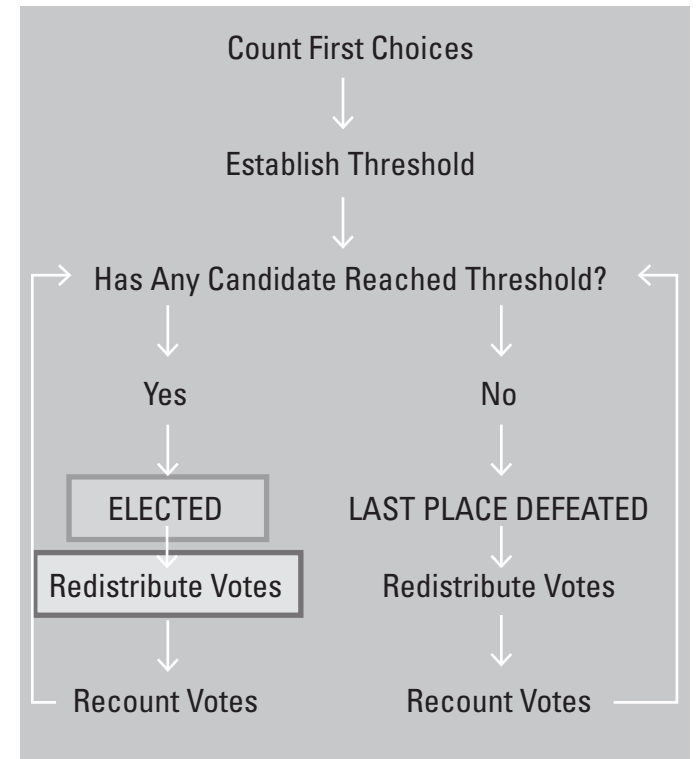 Count First Choices
Establish Threshold
Has Any Candidate Reached Threshold?
Yes
No
ELECTED
LAST PLACE DEFEATED
Redistribute Votes
Redistribute Votes
Recount Votes
Recount Votes